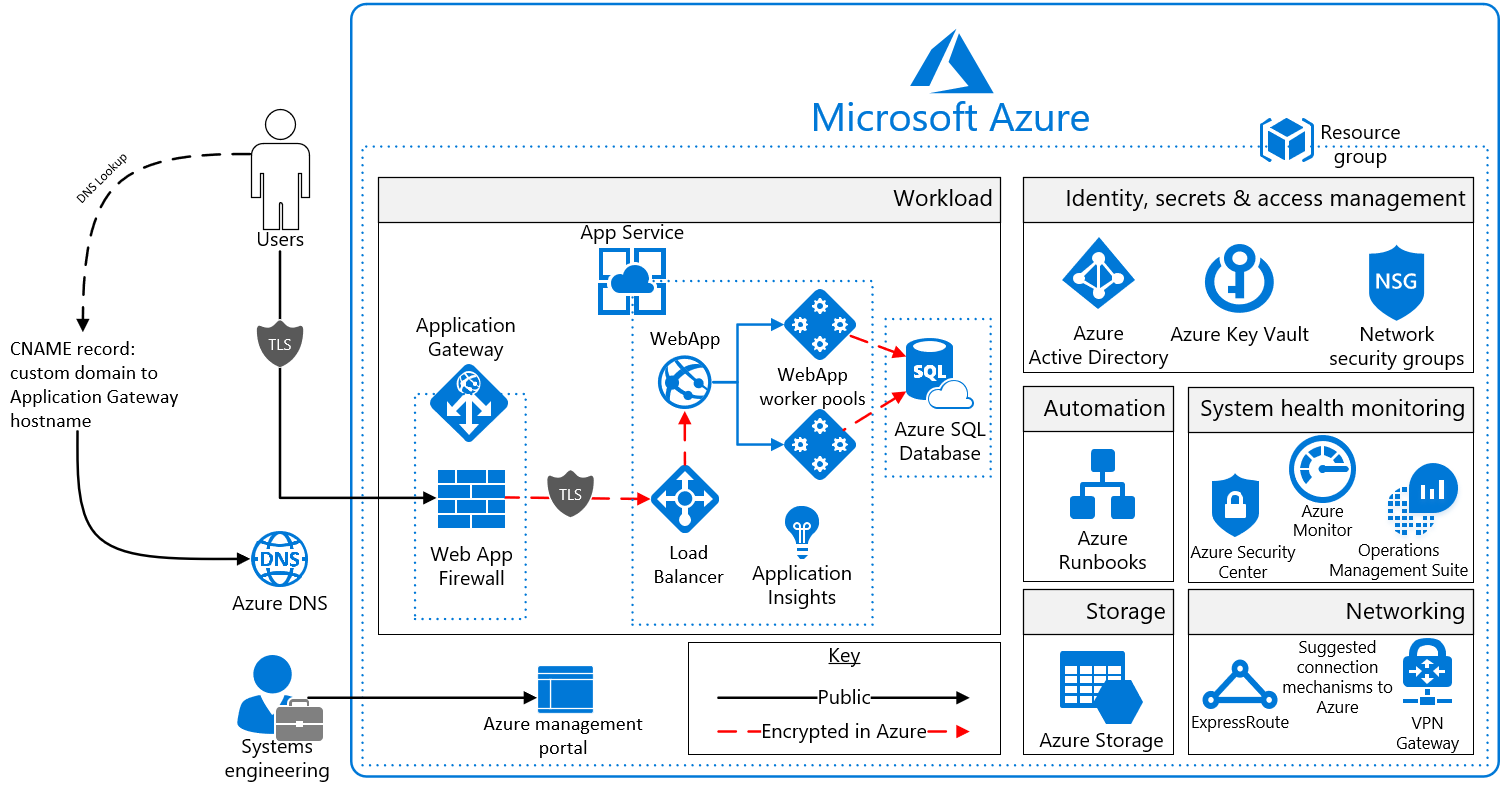 Microsoft Azure
Resource
group
DNS Lookup
Users
TLS
CNAME record:
custom domain to
Application Gateway
hostname
DNS
Azure DNS
Systems
engineering
Workload
App Service
Application
Gateway
Web App
Firewall
TLS
WebApp
Load
Balancer
WebApp
worker pools
Application
Insights
SQL
Azure SQL
Database
Azure management
portal
Key
Public
Encrypted in Azure
Identity, secrets & access management
Azure
Active Directory
Azure Key Vault
NSG
Network
security groups
Automation
Azure
Runbooks
System health monitoring
Azure Security
Center
Azure
Monitor
Operations
Management Suite
Storage
Azure Storage
Networking
ExpressRoute
Suggested
connection
mechanisms to
Azure
VPN
Gateway